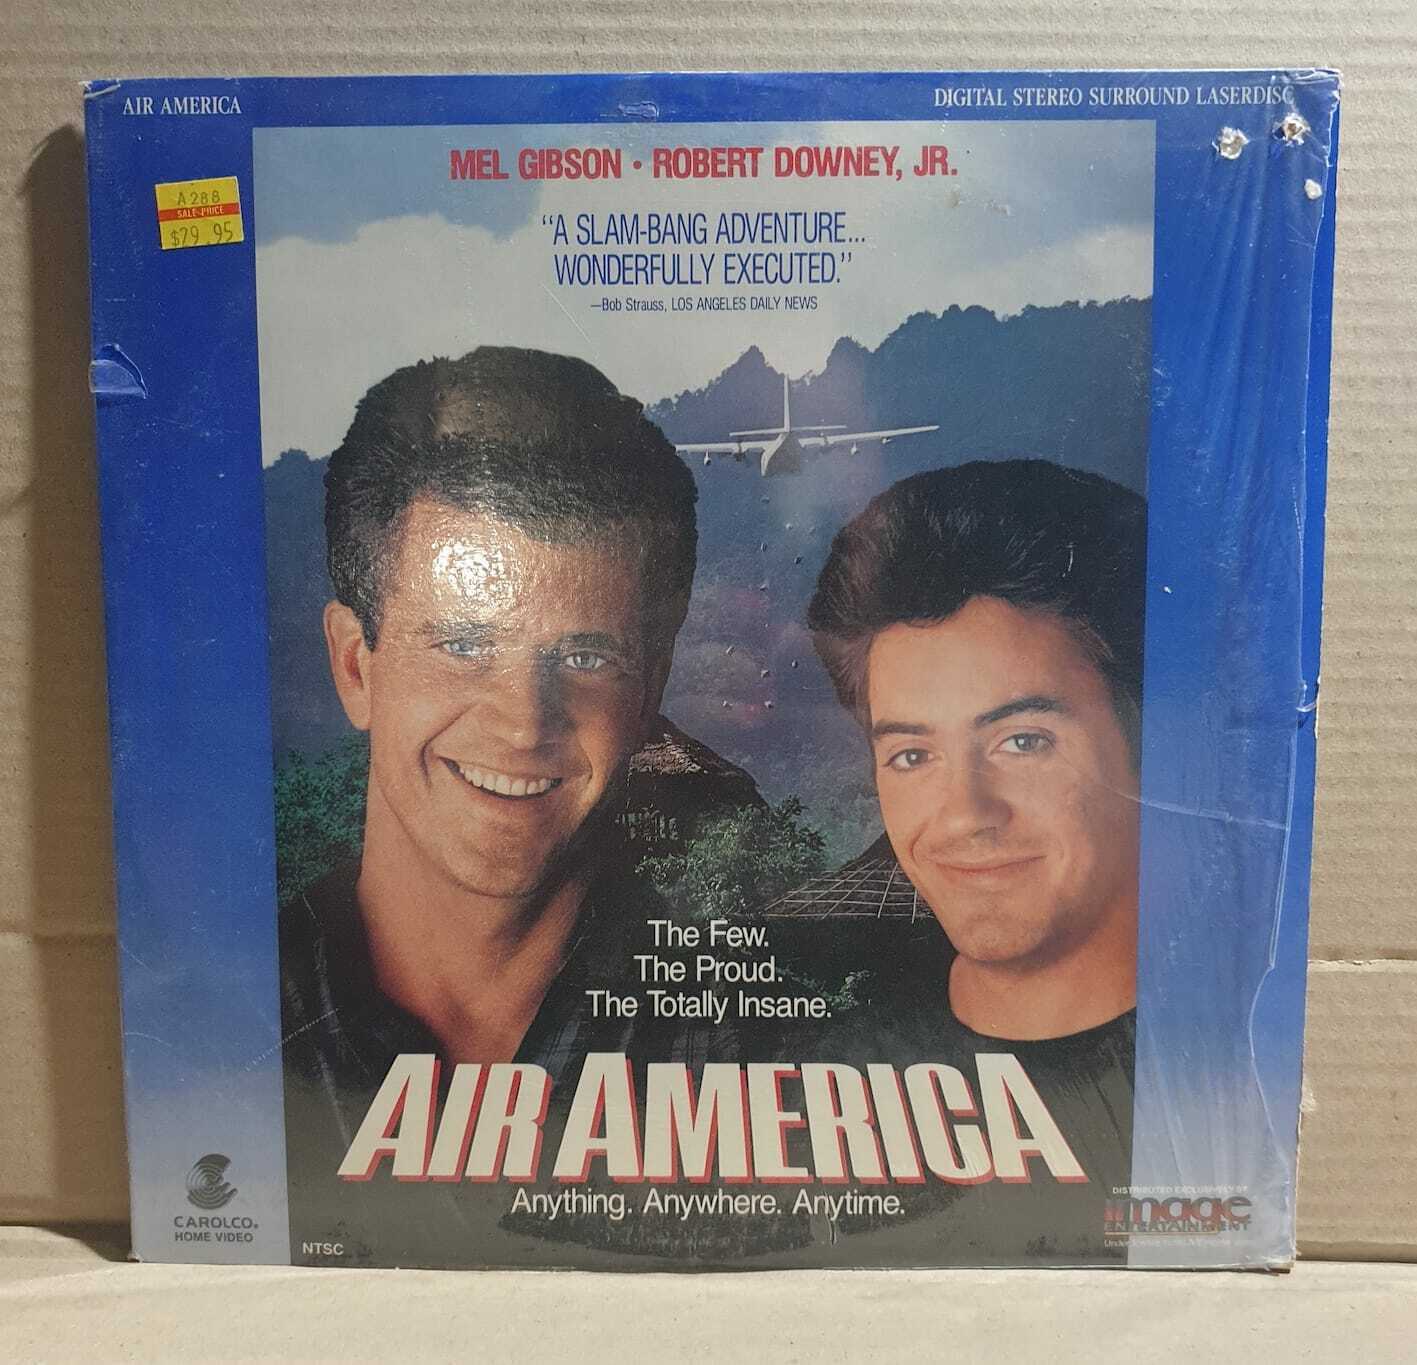 AIR AMERICA
DIGITAL STEREO SURROUND LASERDISC
MEL GIBSON • ROBERT DOWNEY, JR.
A288
SALE PRICE
$29.95
“A SLAM-BANG ADVENTURE...
WONDERFULLY EXECUTED.”
—Bob Strauss, LOS ANGELES DAILY NEWS
The Few.
The Proud.
The Totally Insane.
AIR AMERICA
Anything. Anywhere. Anytime.
CAROLCO®
HOME VIDEO
NTSC
DISTRIBUTED EXCLUSIVELY BY
image
ENTERTAINMENT